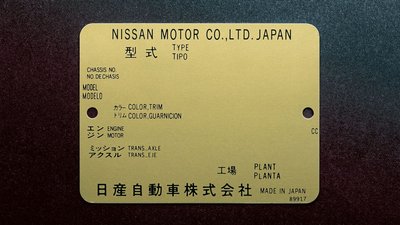 NISSAN MOTOR CO.,LTD. JAPAN
型式 TYPE
TIPO
CHASSIS NO.
NO. DE.CHASIS
MODEL
MODELO
カラー COLOR,TRIM
トリム COLOR,GUARNICION
エン ENGINE
ジン MOTOR
CC
ミッション TRANS.,AXLE
アクスル TRANS.,EJE
工場 PLANT
PLANTA
日産自動車株式会社 MADE IN JAPAN
89917